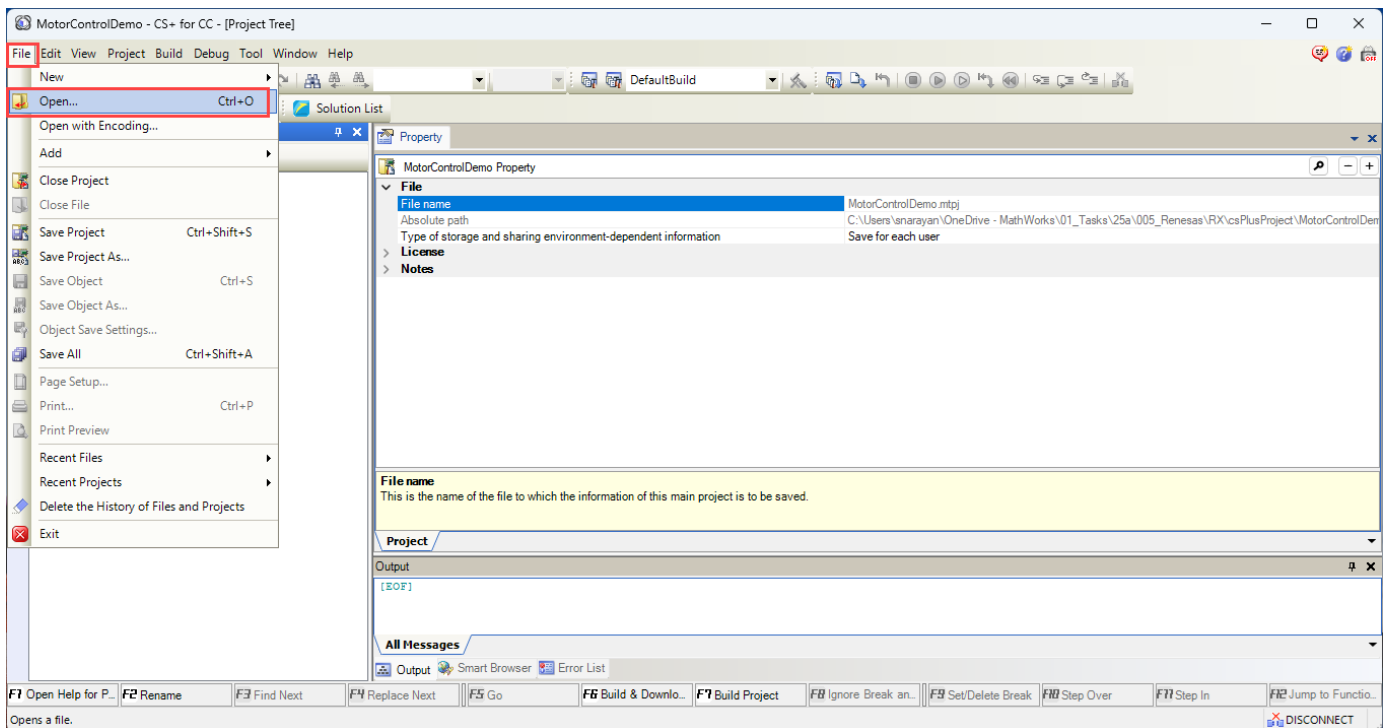 MotorControlDemo - CS+ for CC - [Project Tree]
File Edit View Project Build Debug Tool Window Help
New
DefaultBuild
Open... Ctrl+O
Solution List
Open with Encoding...
Add
Close Project
Close File
Save Project Ctrl+Shift+S
Save Project As...
Save Object Ctrl+S
Save Object As...
Object Save Settings...
Save All Ctrl+Shift+A
Page Setup...
Print... Ctrl+P
Print Preview
Recent Files
Recent Projects
Delete the History of Files and Projects
Exit
Property
MotorControlDemo Property
File
File name MotorControlDemo.mtpj
Absolute path C:\Users\snarayan\OneDrive - MathWorks\01_Tasks\25a\005_Renesas\RX\csPlusProject\MotorControlDem
Type of storage and sharing environment-dependent information Save for each user
License
Notes
File name
This is the name of the file to which the information of this main project is to be saved.
Project
Output
[EOF]
All Messages
Output Smart Browser Error List
F1 Open Help for P... F2 Rename F3 Find Next F4 Replace Next F5 Go F6 Build & Downlo... F7 Build Project F8 Ignore Break an... F9 Set/Delete Break F10 Step Over F11 Step In F12 Jump to Functio...
Opens a file. DISCONNECT